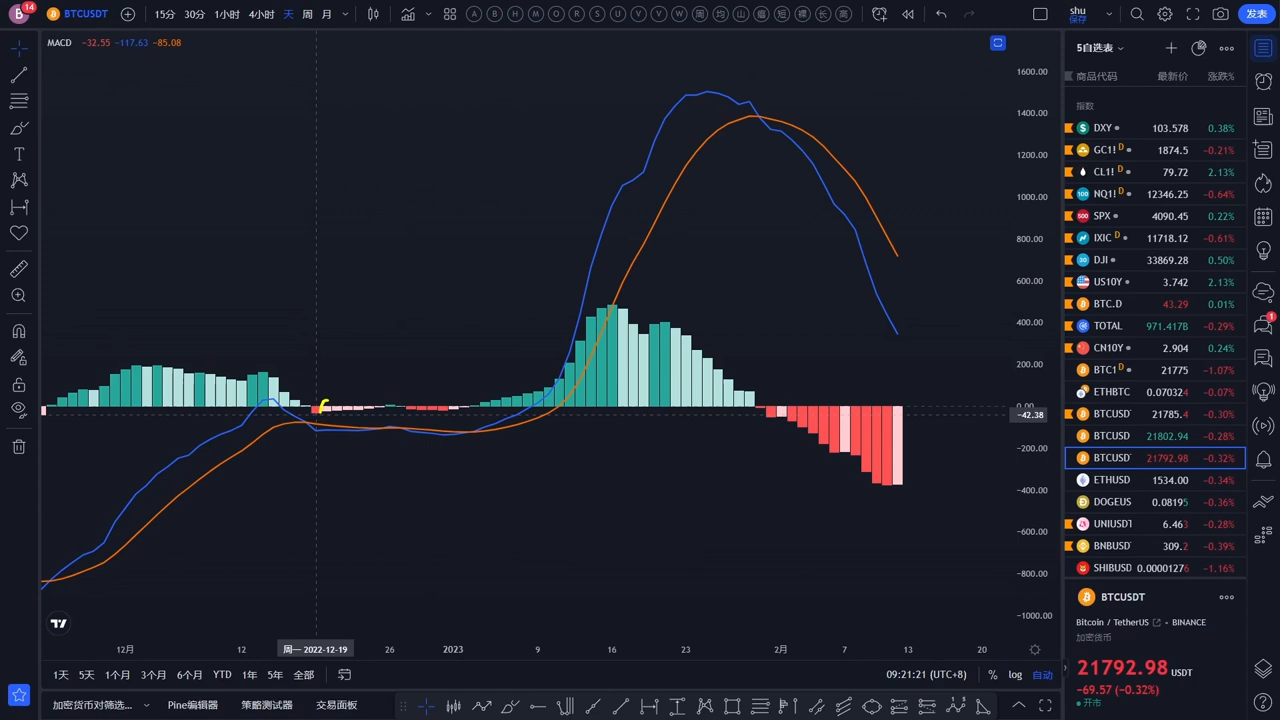 B 14 BTCUSDT 15分 30分 1小时 4小时 天 周 月 shu 保存 发表
MACD −32.55 −117.63 −85.08
1600.00
1400.00
1200.00
1000.00
800.00
600.00
400.00
200.00
0.00
−42.38
−200.00
−400.00
−600.00
−800.00
−1000.00
12月 12 周一 2022-12-19 26 2023 9 16 23 2月 7 13 20
1天 5天 1个月 3个月 6个月 YTD 1年 5年 全部 09:21:21 (UTC+8) % log 自动
加密货币对筛选... Pine编辑器 策略测试器 交易面板
5自选表
商品代码 最新价 涨跌%
指数
DXY 103.578 0.38%
GC1! D 1874.5 −0.21%
CL1! D 79.72 2.13%
NQ1! D 12346.25 −0.64%
SPX 4090.45 0.22%
IXIC D 11718.12 −0.61%
DJI 33869.28 0.50%
US10Y 3.742 2.13%
BTC.D 43.29 0.01%
TOTAL 971.417B −0.29%
CN10Y 2.904 0.24%
BTC1 D 21775 −1.07%
ETHBTC 0.070324 −0.07%
BTCUSD 21785.4 −0.30%
BTCUSD 21802.94 −0.28%
BTCUSD 21792.98 −0.32%
ETHUSD 1534.00 −0.34%
DOGEUS 0.08195 −0.36%
UNIUSDT 6.463 −0.28%
BNBUSD 309.2 −0.39%
SHIBUSD 0.00001276 −1.16%
BTCUSDT
Bitcoin / TetherUS - BINANCE
加密货币
21792.98 USDT
−69.57 (−0.32%)
开市